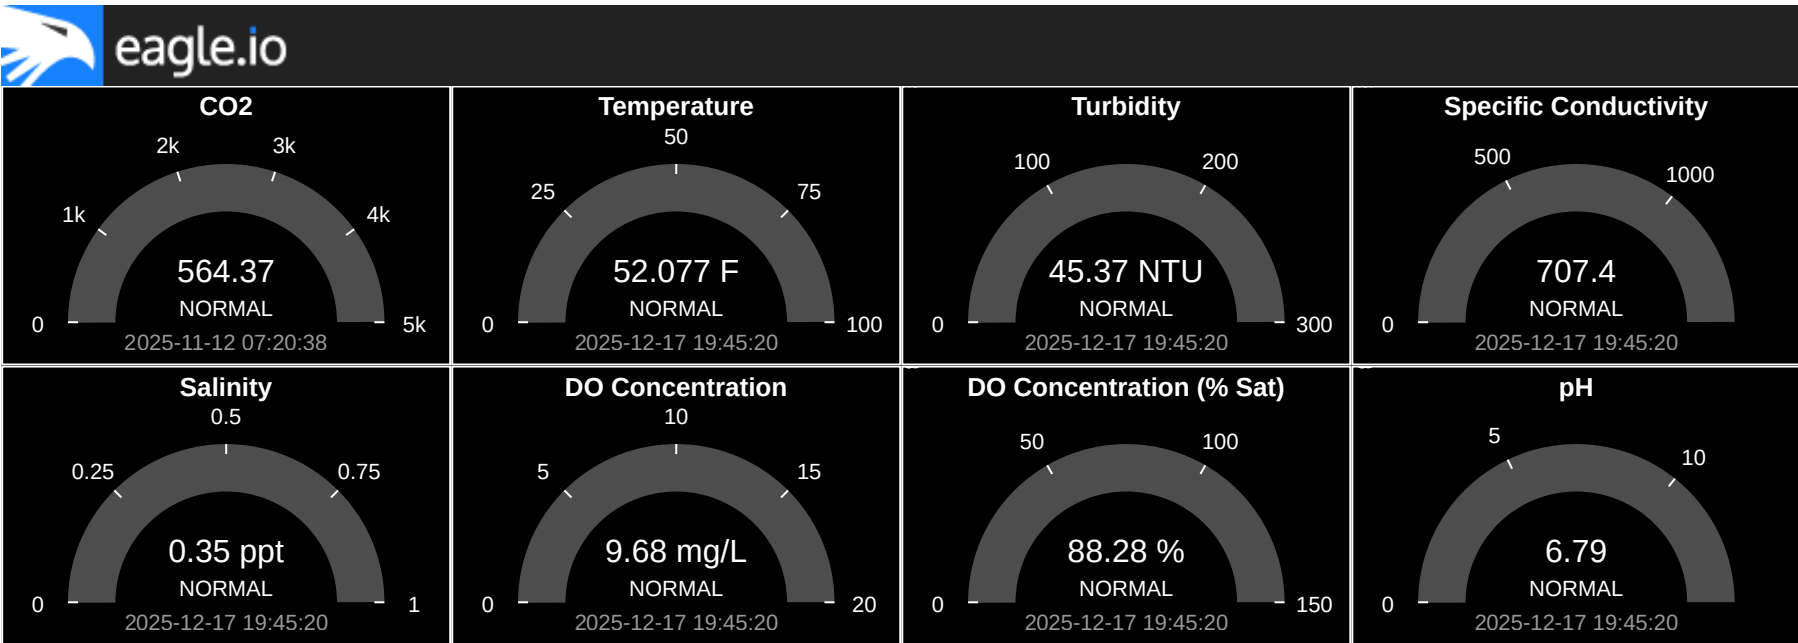 eagle.io
CO2
2k
3k
1k
4k
564.37
NORMAL
0
5k
2025-11-12 07:20:38
Temperature
50
25
75
52.077 F
NORMAL
0
100
2025-12-17 19:45:20
Turbidity
100
200
45.37 NTU
NORMAL
0
300
2025-12-17 19:45:20
Specific Conductivity
500
1000
707.4
NORMAL
0
2025-12-17 19:45:20
Salinity
0.5
0.25
0.75
0.35 ppt
NORMAL
0
1
2025-12-17 19:45:20
DO Concentration
10
5
15
9.68 mg/L
NORMAL
0
20
2025-12-17 19:45:20
DO Concentration (% Sat)
50
100
88.28 %
NORMAL
0
150
2025-12-17 19:45:20
pH
5
10
6.79
NORMAL
0
2025-12-17 19:45:20